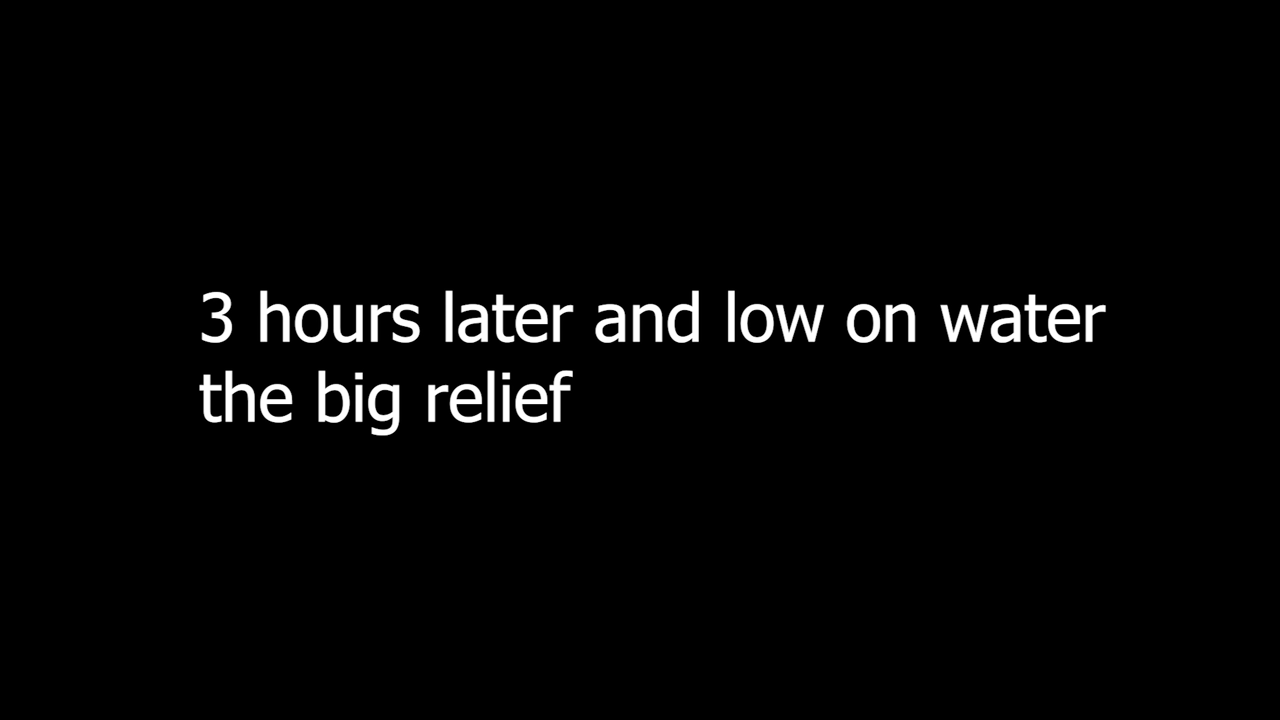 3 hours later and low on water
the big relief